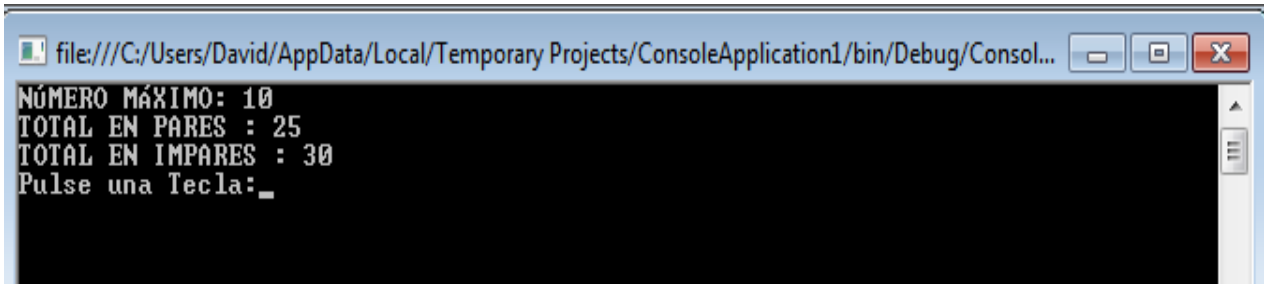 file:///C:/Users/David/AppData/Local/Temporary Projects/ConsoleApplication1/bin/Debug/Consol...
NúMERO MáXIMO: 10
TOTAL EN PARES : 25
TOTAL EN IMPARES : 30
Pulse una Tecla:_